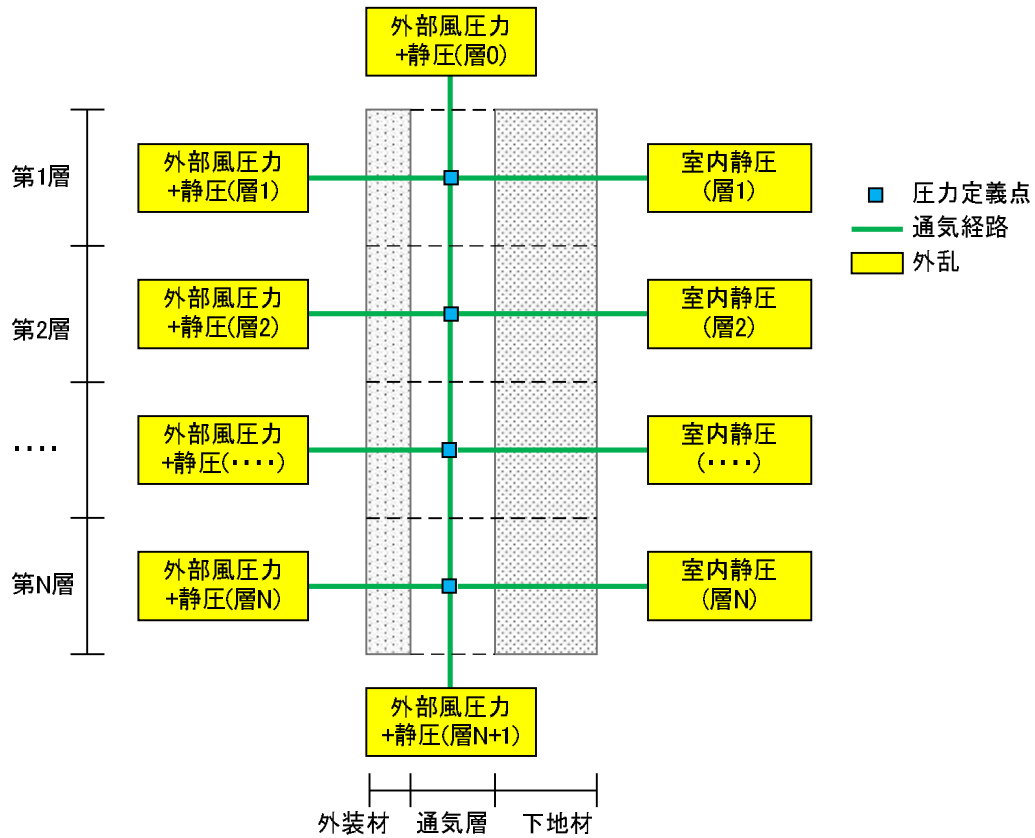 外部風圧力
+静圧(層0)
第1層
外部風圧力
+静圧(層1)
室内静圧
(層1)
圧力定義点
通気経路
外乱
第2層
外部風圧力
+静圧(層2)
室内静圧
(層2)
‥‥
外部風圧力
+静圧(‥‥)
室内静圧
(‥‥)
第N層
外部風圧力
+静圧(層N)
室内静圧
(層N)
外部風圧力
+静圧(層N+1)
外装材 通気層 下地材